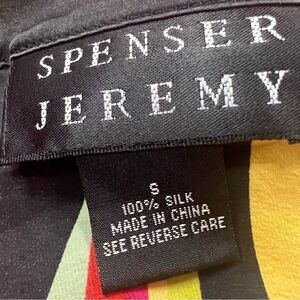 SPENSER
JEREMY
S
100% SILK
MADE IN CHINA
SEE REVERSE CARE